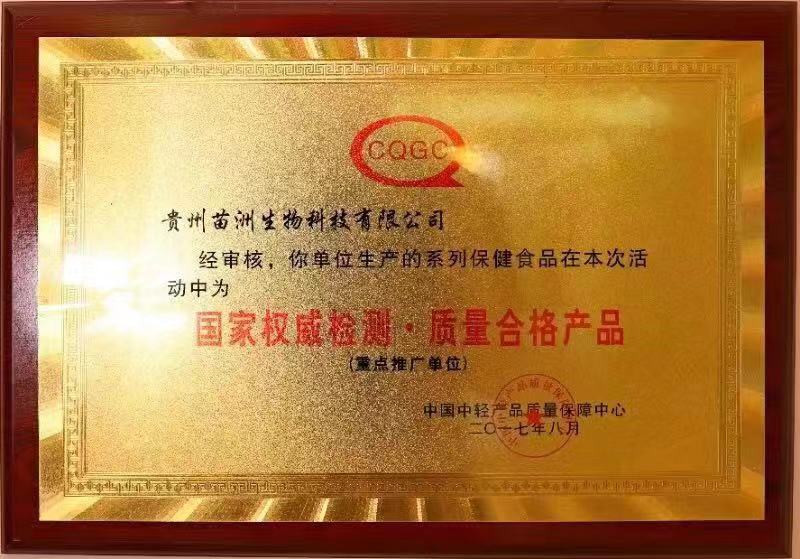 CQGC
贵州苗洲生物科技有限公司
经审核，你单位生产的系列保健食品在本次活
动中为
国家权威检测·质量合格产品
(重点推广单位)
中国中轻产品质量保障中心
二〇一七年八月